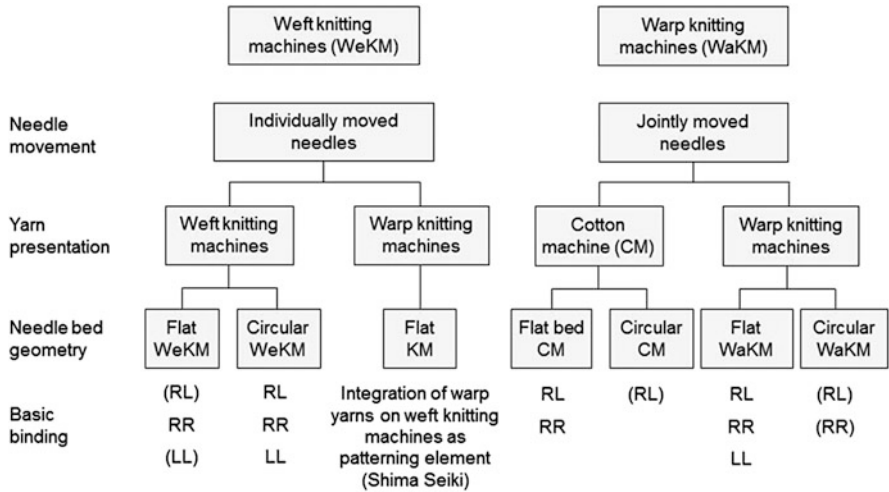 Weft knitting
machines (WeKM)
Warp knitting
machines (WaKM)
Needle
movement
Individually moved
needles
Jointly moved
needles
Yarn
presentation
Weft knitting
machines
Warp knitting
machines
Cotton
machine (CM)
Warp knitting
machines
Needle bed
geometry
Flat
WeKM
Circular
WeKM
Flat
KM
Flat bed
CM
Circular
CM
Flat
WaKM
Circular
WaKM
Basic
binding
(RL)
RR
(LL)
RL
RR
LL
Integration of warp
yarns on weft knitting
machines as
patterning element
(Shima Seiki)
RL
RR
(RL)
RL
RR
LL
(RL)
(RR)